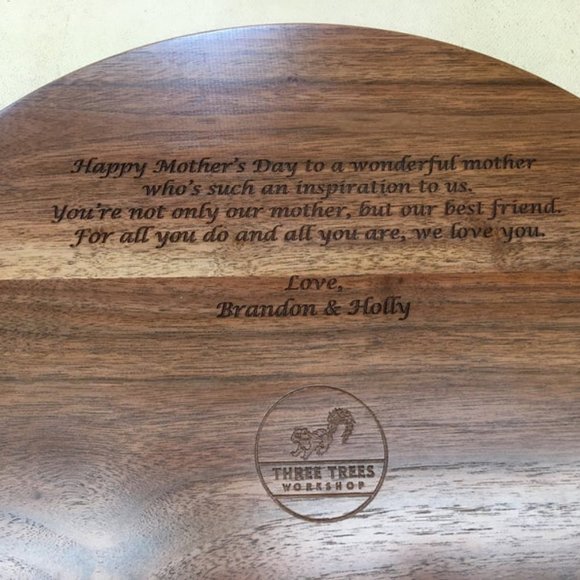 Happy Mother's Day to a wonderful mother
who's such an inspiration to us.
You're not only our mother, but our best friend.
For all you do and all you are, we love you.
Love,
Brandon & Holly
THREE TREES
WORKSHOP